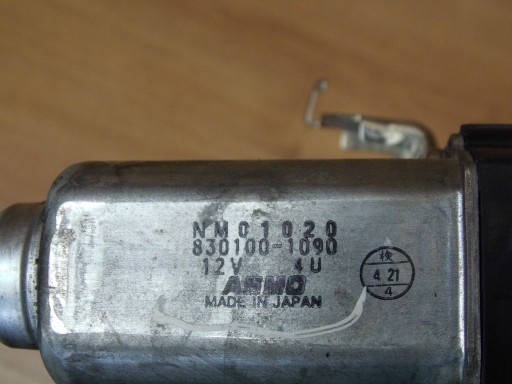 NM01020
830100-1090
12V 4U
ASMO
MADE IN JAPAN
検
4 21
4